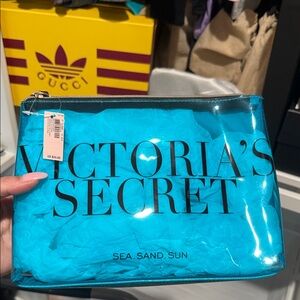 GUCCI
VICTORIA'S
SECRET
SEA. SAND. SUN